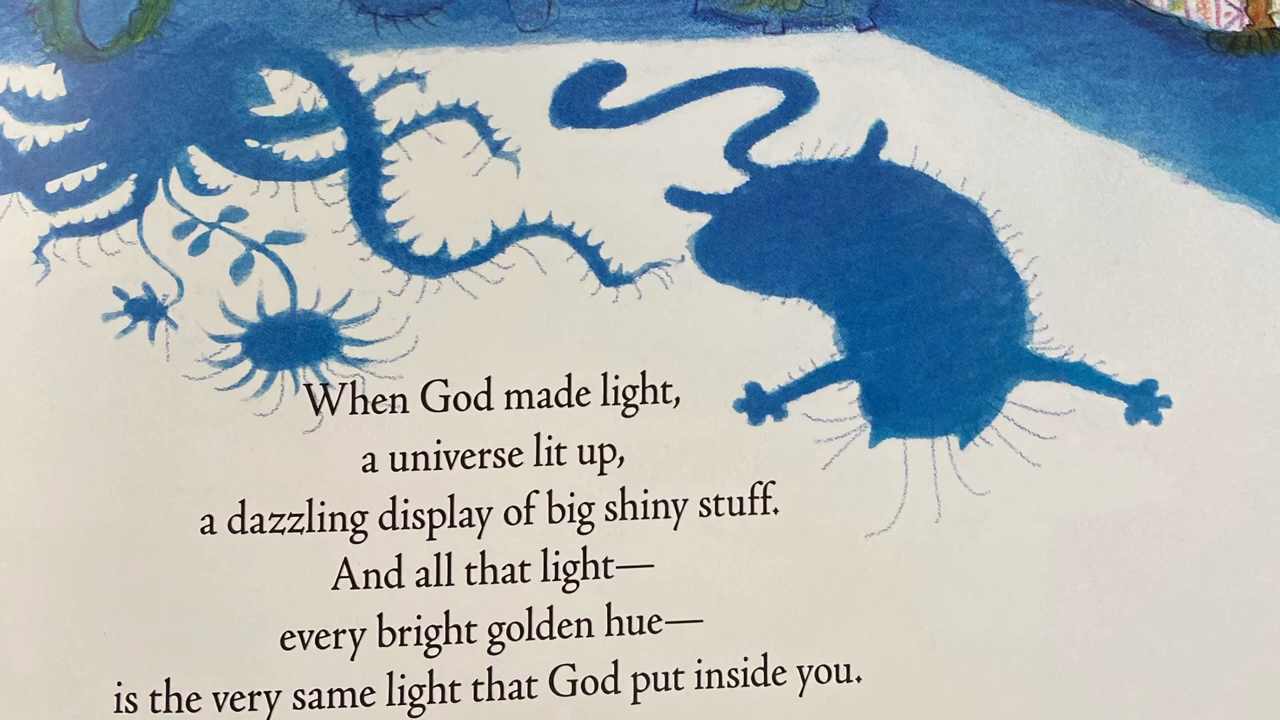 When God made light,
a universe lit up,
a dazzling display of big shiny stuff.
And all that light—
every bright golden hue—
is the very same light that God put inside you.